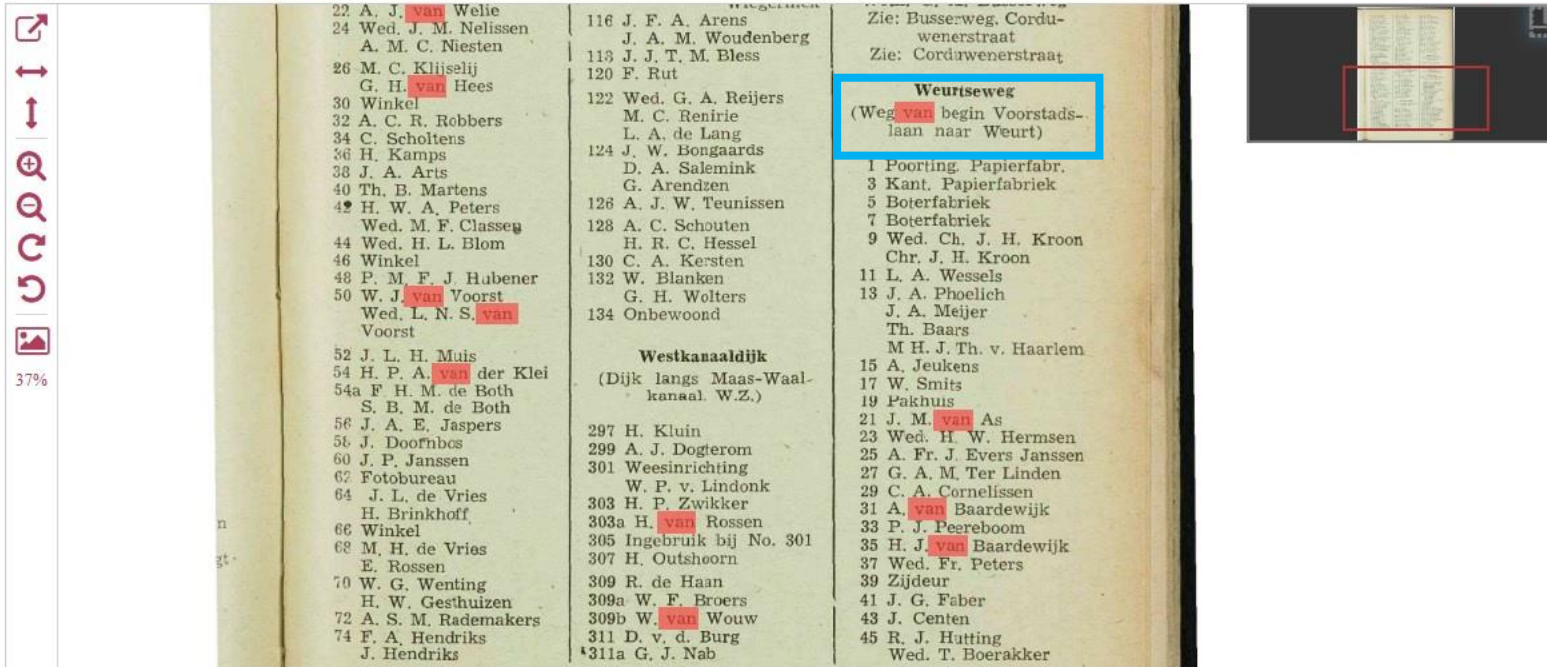 22 A. J. van Welie
24 Wed. J. M. Nelissen
A. M. C. Niesten
26 M. C. Klijselij
G. H. van Hees
30 Winkel
32 A. C. R. Robbers
34 C. Scholtens
36 H. Kamps
38 J. A. Arts
40 Th. B. Martens
42 H. W. A. Peters
Wed. M. F. Classen
44 Wed. H. L. Blom
46 Winkel
48 P. M. F. J. Hubener
50 W. J. van Voorst
Wed. L. N. S. van
Voorst
52 J. L. H. Muis
54 H. P. A. van der Klei
54a F. H. M. de Both
S. B. M. de Both
56 J. A. E. Jaspers
58 J. Doornbos
60 J. P. Janssen
62 Fotobureau
64 J. L. de Vries
H. Brinkhoff
66 Winkel
68 M. H. de Vries
E. Rossen
70 W. G. Wenting
H. W. Gesthuizen
72 A. S. M. Rademakers
74 F. A. Hendriks
J. Hendriks
116 J. F. A. Arens
J. A. M. Woudenberg
118 J. J. T. M. Bless
120 F. Rut
122 Wed. G. A. Reijers
M. C. Renirie
L. A. de Lang
124 J. W. Bongaards
D. A. Salemink
G. Arendzen
126 A. J. W. Teunissen
128 A. C. Schouten
H. R. C. Hessel
130 C. A. Kersten
132 W. Blanken
G. H. Wolters
134 Onbewoond
Westkanaaldijk
(Dijk langs Maas-Waal-
kanaal. W.Z.)
297 H. Kluin
299 A. J. Dogterom
301 Weesinrichting
W. P. v. Lindonk
303 H. P. Zwikker
303a H. van Rossen
305 Ingebruik bij No. 301
307 H. Outshoorn
309 R. de Haan
309a W. F. Broers
309b W. van Wouw
311 D. v. d. Burg
311a G. J. Nab
Zie: Busserweg, Cordu-
wenerstraat
Zie: Corduwenerstraat
Weurtseweg
(Weg van begin Voorstads-
laan naar Weurt)
1 Poorting. Papierfabr.
3 Kant. Papierfabriek
5 Boterfabriek
7 Boterfabriek
9 Wed. Ch. J. H. Kroon
Chr. J. H. Kroon
11 L. A. Wessels
13 J. A. Phoelich
J. A. Meijer
Th. Baars
M H. J. Th. v. Haarlem
15 A. Jeukens
17 W. Smits
19 Pakhuis
21 J. M. van As
23 Wed. H. W. Hermsen
25 A. Fr. J. Evers Janssen
27 G. A. M. Ter Linden
29 C. A. Cornelissen
31 A. van Baardewijk
33 P. J. Peereboom
35 H. J. van Baardewijk
37 Wed. Fr. Peters
39 Zijdeur
41 J. G. Faber
43 J. Centen
45 R. J. Hutting
Wed. T. Boerakker
37%